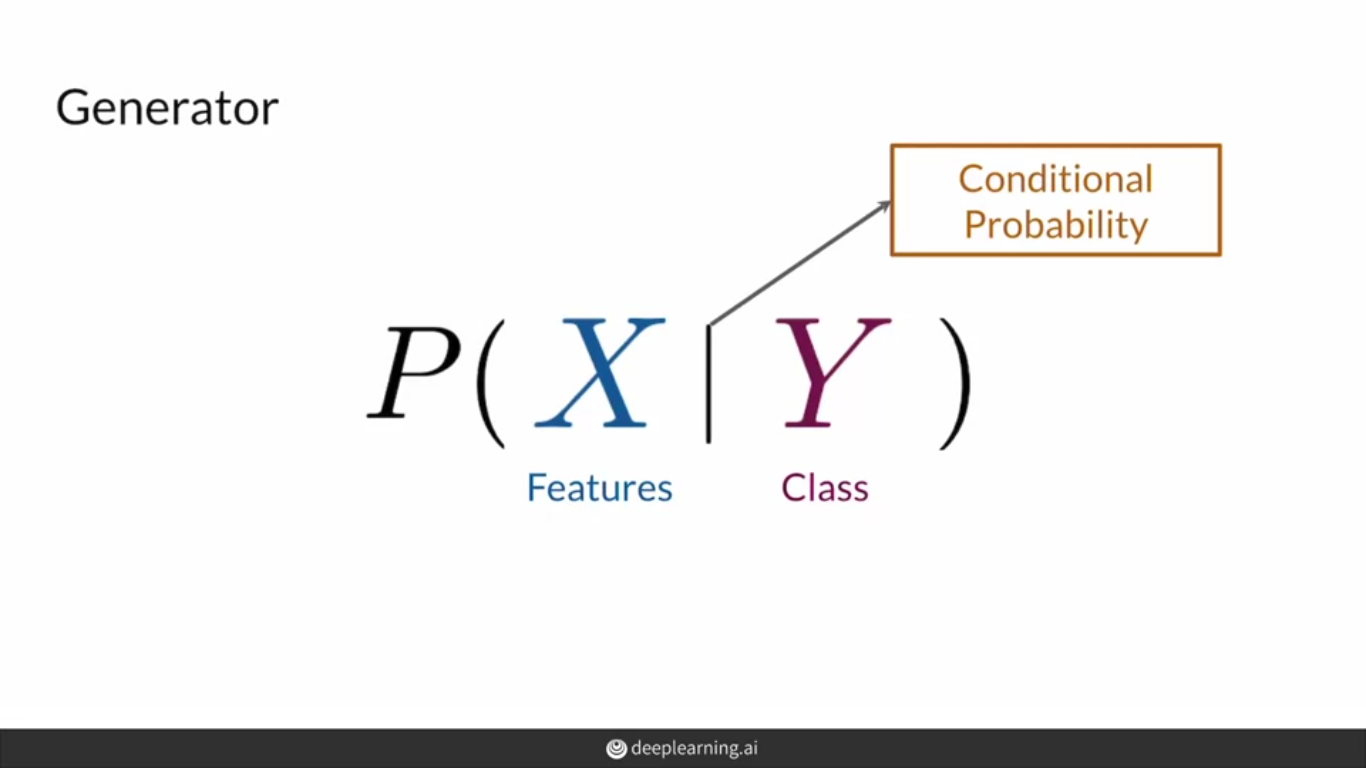 Generator
Conditional
Probability
P( X | Y )
Features Class
deeplearning.ai